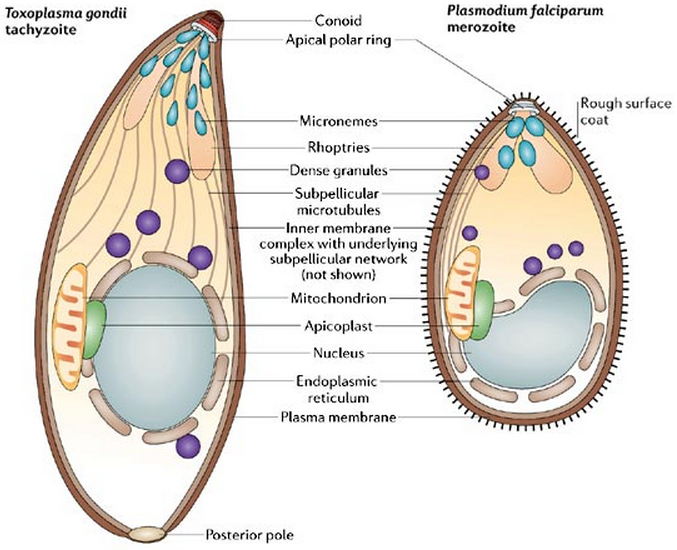 Toxoplasma gondii
tachyzoite
Plasmodium falciparum
merozoite
Conoid
Apical polar ring
Rough surface
coat
Micronemes
Rhoptries
Dense granules
Subpellicular
microtubules
Inner membrane
complex with underlying
subpellicular network
(not shown)
Mitochondrion
Apicoplast
Nucleus
Endoplasmic
reticulum
Plasma membrane
Posterior pole